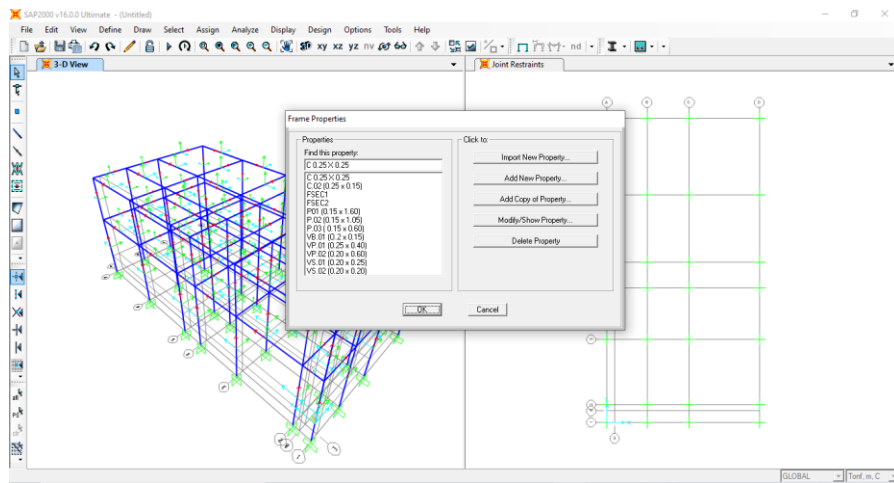 SAP2000 v16.0.0 Ultimate - (Untitled)
File Edit View Define Draw Select Assign Analyze Display Design Options Tools Help
xy xz yz nv nd
3-D View
Joint Restraints
Frame Properties
Properties
Find this property:
C 0.25 X 0.25
C 0.25 X 0.25
C.02 (0.25 x 0.15)
FSEC1
FSEC2
P01 (0.15 x 1.60)
P.02 (0.15 x 1.05)
P.03 ( 0.15 x 0.60)
VB.01 (0.2 x 0.15)
VP.01 (0.25 x 0.40)
VP.02 (0.20 x 0.60)
VS.01 (0.20 x 0.25)
VS.02 (0.20 x 0.20)
Click to:
Import New Property...
Add New Property...
Add Copy of Property...
Modify/Show Property...
Delete Property
OK
Cancel
GLOBAL
Tonf, m, C